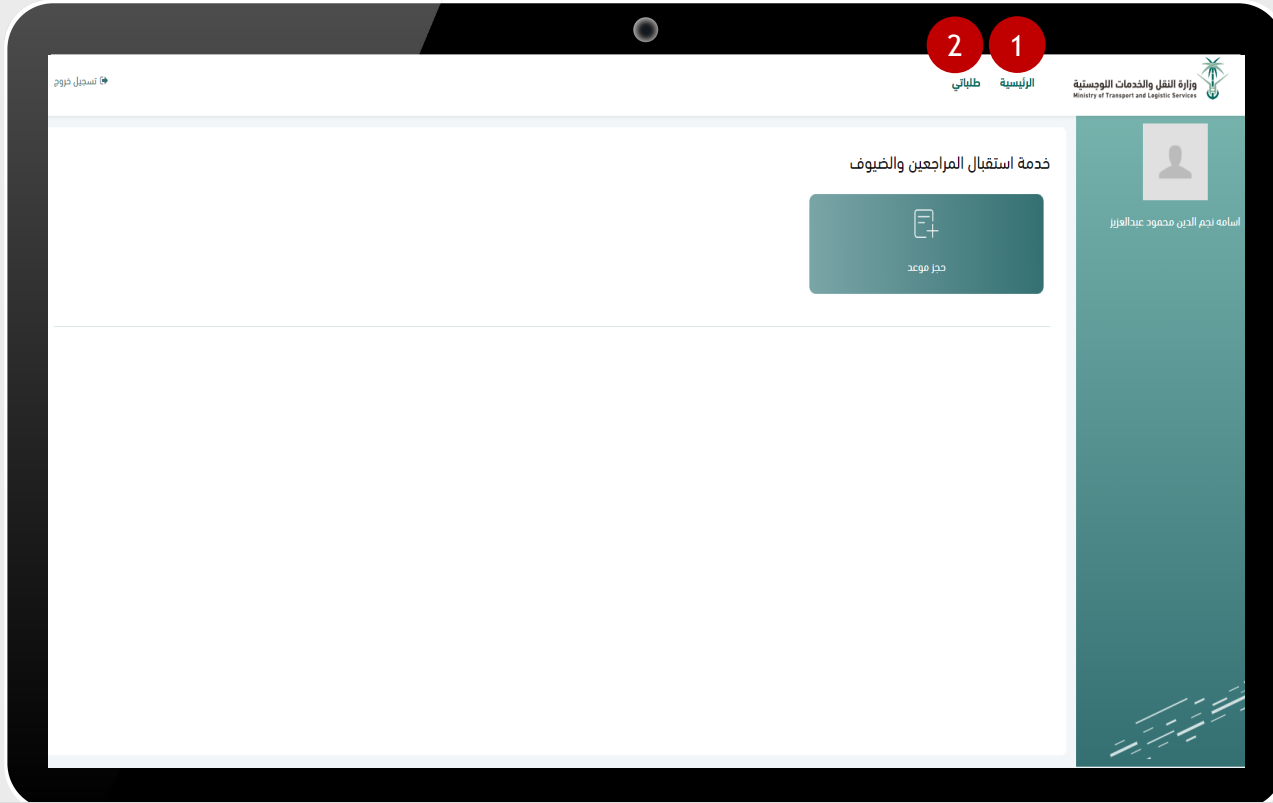 1
2
وزارة النقل والخدمات اللوجستية
Ministry of Transport and Logistic Services
الرئيسية
طلباتي
تسجيل خروج
اسامه نجم الدين محمود عبدالعزيز
خدمة استقبال المراجعين والضيوف
حجز موعد